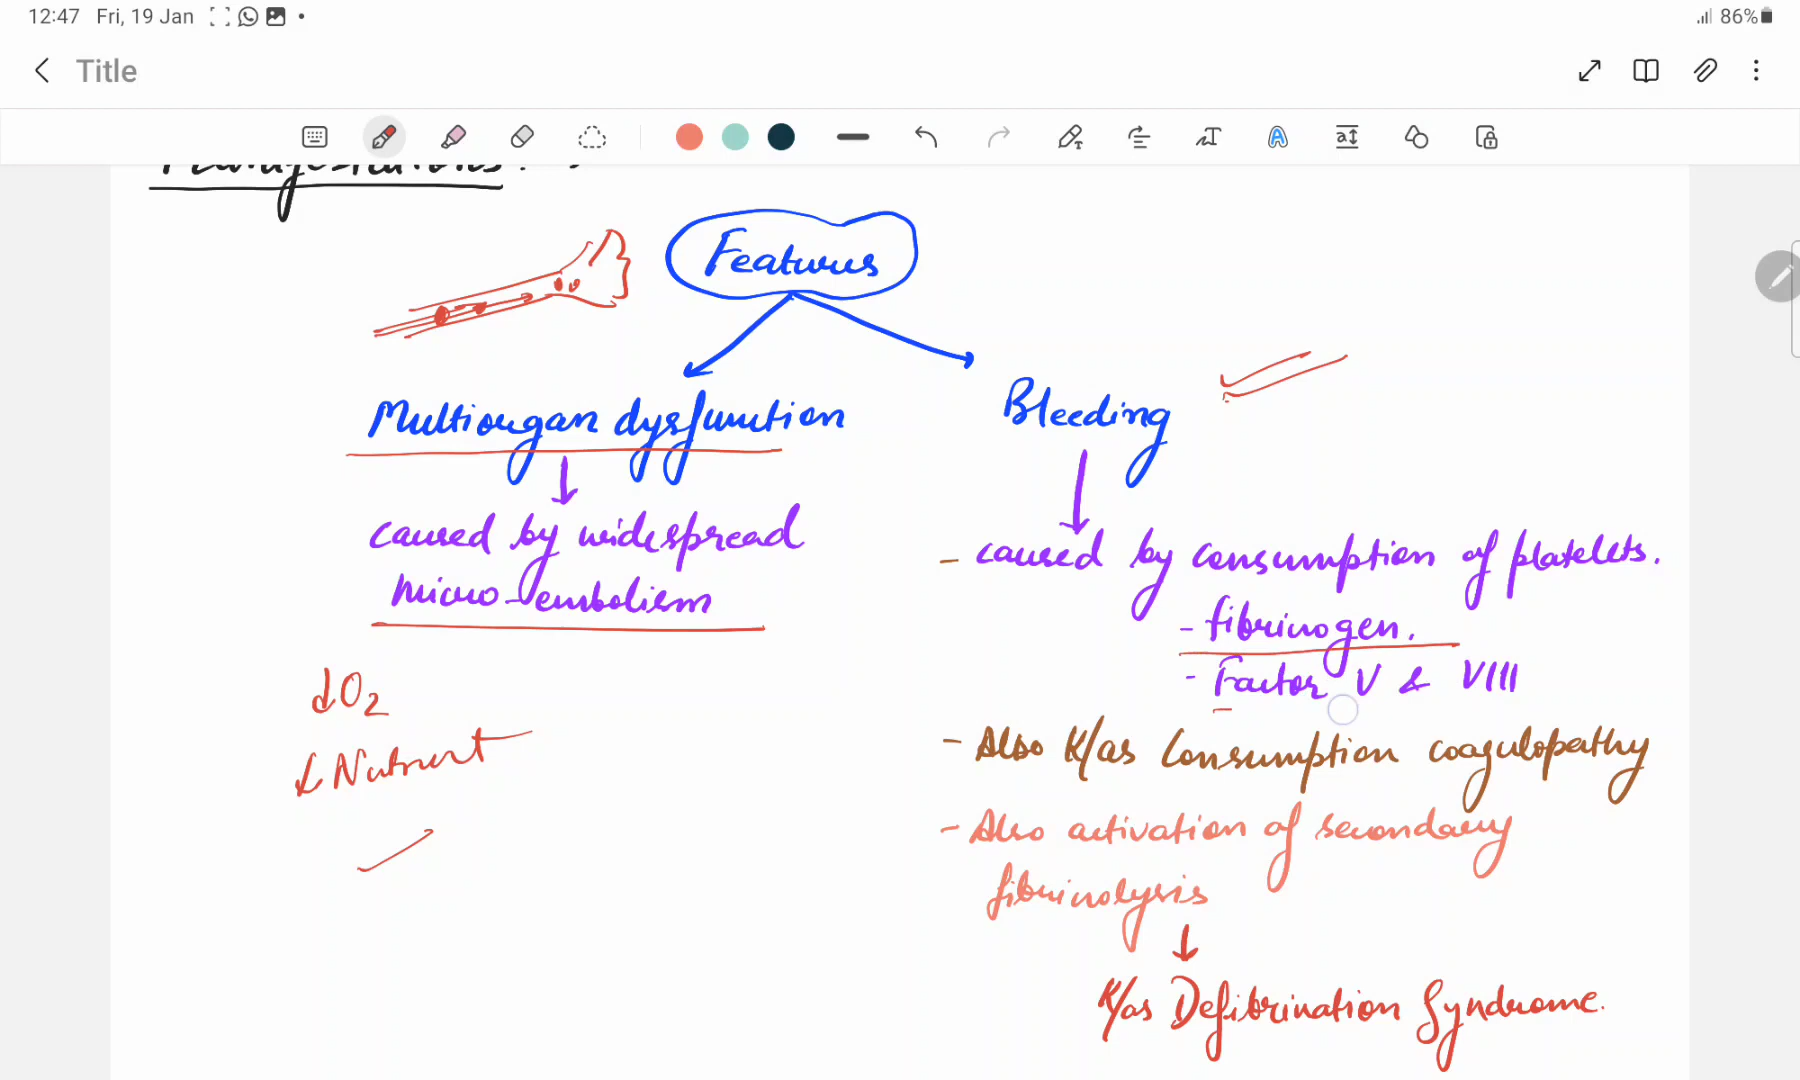 12:47 Fri, 19 Jan
86%
Title
Manifestations :
Features
Multiorgan dysfunction
Bleeding
caused by widespread
micro-embolism
- caused by consumption of platelets.
- fibrinogen.
- Factor V & VIII
↓O2
↓ Nutrient
- Also K/as Consumption coagulopathy
- Also activation of secondary
fibrinolysis
↓
K/as Defibrination Syndrome.